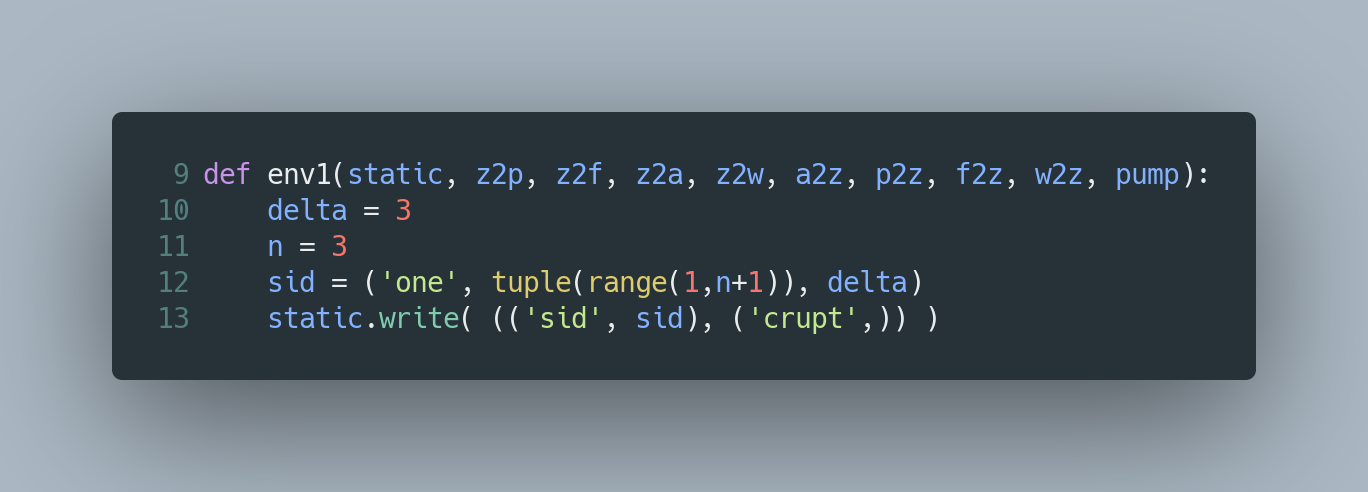 9 def env1(static, z2p, z2f, z2a, z2w, a2z, p2z, f2z, w2z, pump):
10     delta = 3
11     n = 3
12     sid = ('one', tuple(range(1,n+1)), delta)
13     static.write( (('sid', sid), ('crupt',)) )